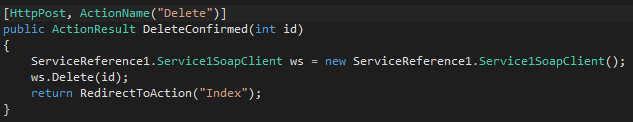 [HttpPost, ActionName("Delete")]
public ActionResult DeleteConfirmed(int id)
{
    ServiceReference1.Service1SoapClient ws = new ServiceReference1.Service1SoapClient();
    ws.Delete(id);
    return RedirectToAction("Index");
}